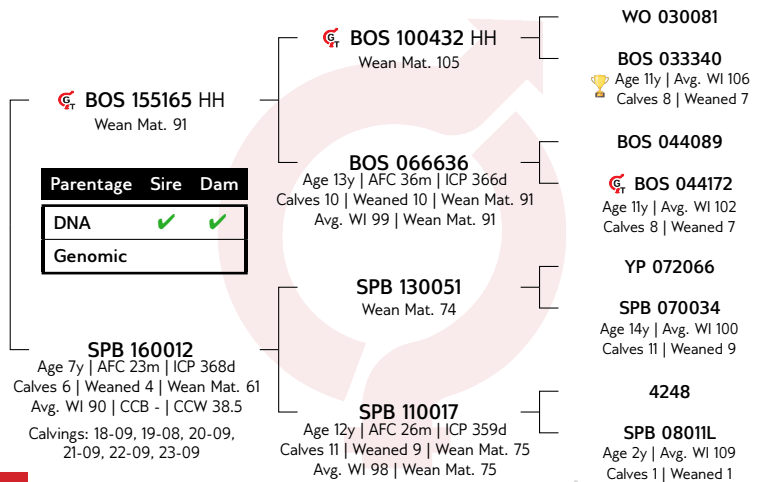 BOS 155165 HH
Wean Mat. 91
Parentage Sire Dam
DNA ✔ ✔
Genomic
SPB 160012
Age 7y | AFC 23m | ICP 368d
Calves 6 | Weaned 4 | Wean Mat. 61
Avg. WI 90 | CCB - | CCW 38.5
Calvings: 18-09, 19-08, 20-09,
21-09, 22-09, 23-09
BOS 100432 HH
Wean Mat. 105
BOS 066636
Age 13y | AFC 36m | ICP 366d
Calves 10 | Weaned 10 | Wean Mat. 91
Avg. WI 99 | Wean Mat. 91
SPB 130051
Wean Mat. 74
SPB 110017
Age 12y | AFC 26m | ICP 359d
Calves 11 | Weaned 9 | Wean Mat. 75
Avg. WI 98 | Wean Mat. 75
WO 030081
BOS 033340
Age 11y | Avg. WI 106
Calves 8 | Weaned 7
BOS 044089
BOS 044172
Age 11y | Avg. WI 102
Calves 8 | Weaned 7
YP 072066
SPB 070034
Age 14y | Avg. WI 100
Calves 11 | Weaned 9
4248
SPB 08011L
Age 2y | Avg. WI 109
Calves 1 | Weaned 1